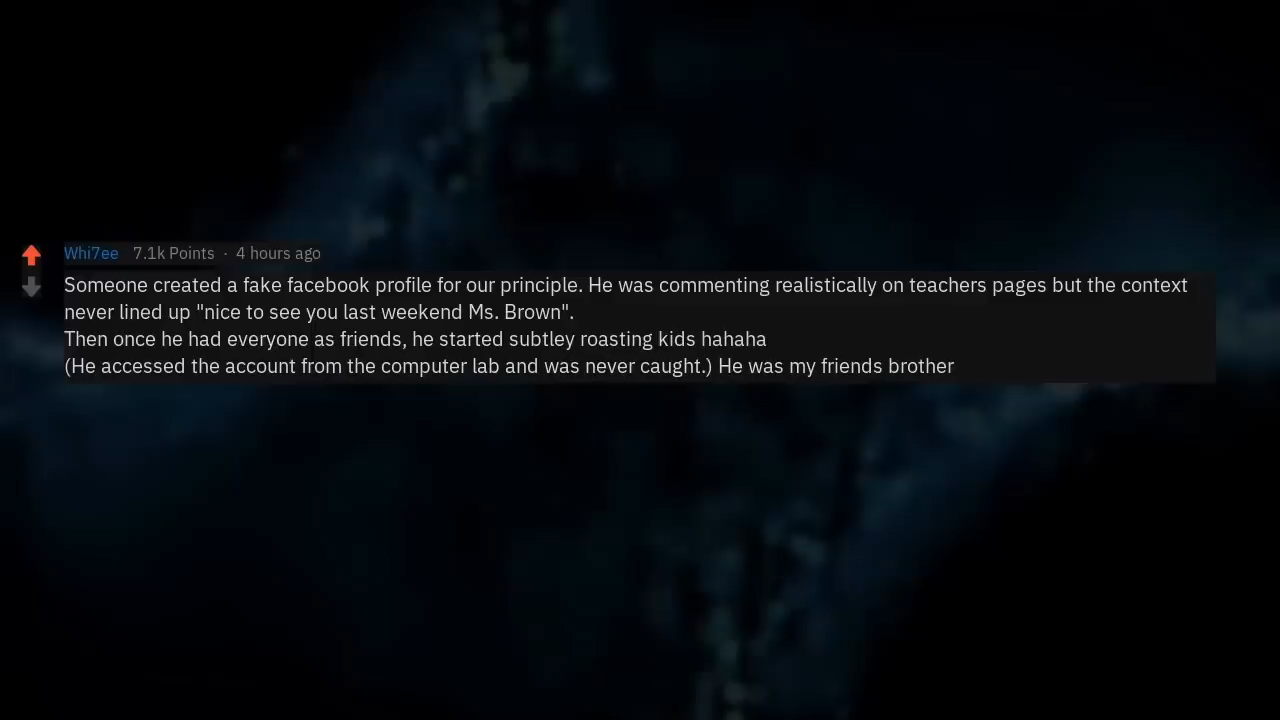 Whi7ee 7.1k Points · 4 hours ago
Someone created a fake facebook profile for our principle. He was commenting realistically on teachers pages but the context
never lined up "nice to see you last weekend Ms. Brown".
Then once he had everyone as friends, he started subtley roasting kids hahaha
(He accessed the account from the computer lab and was never caught.) He was my friends brother